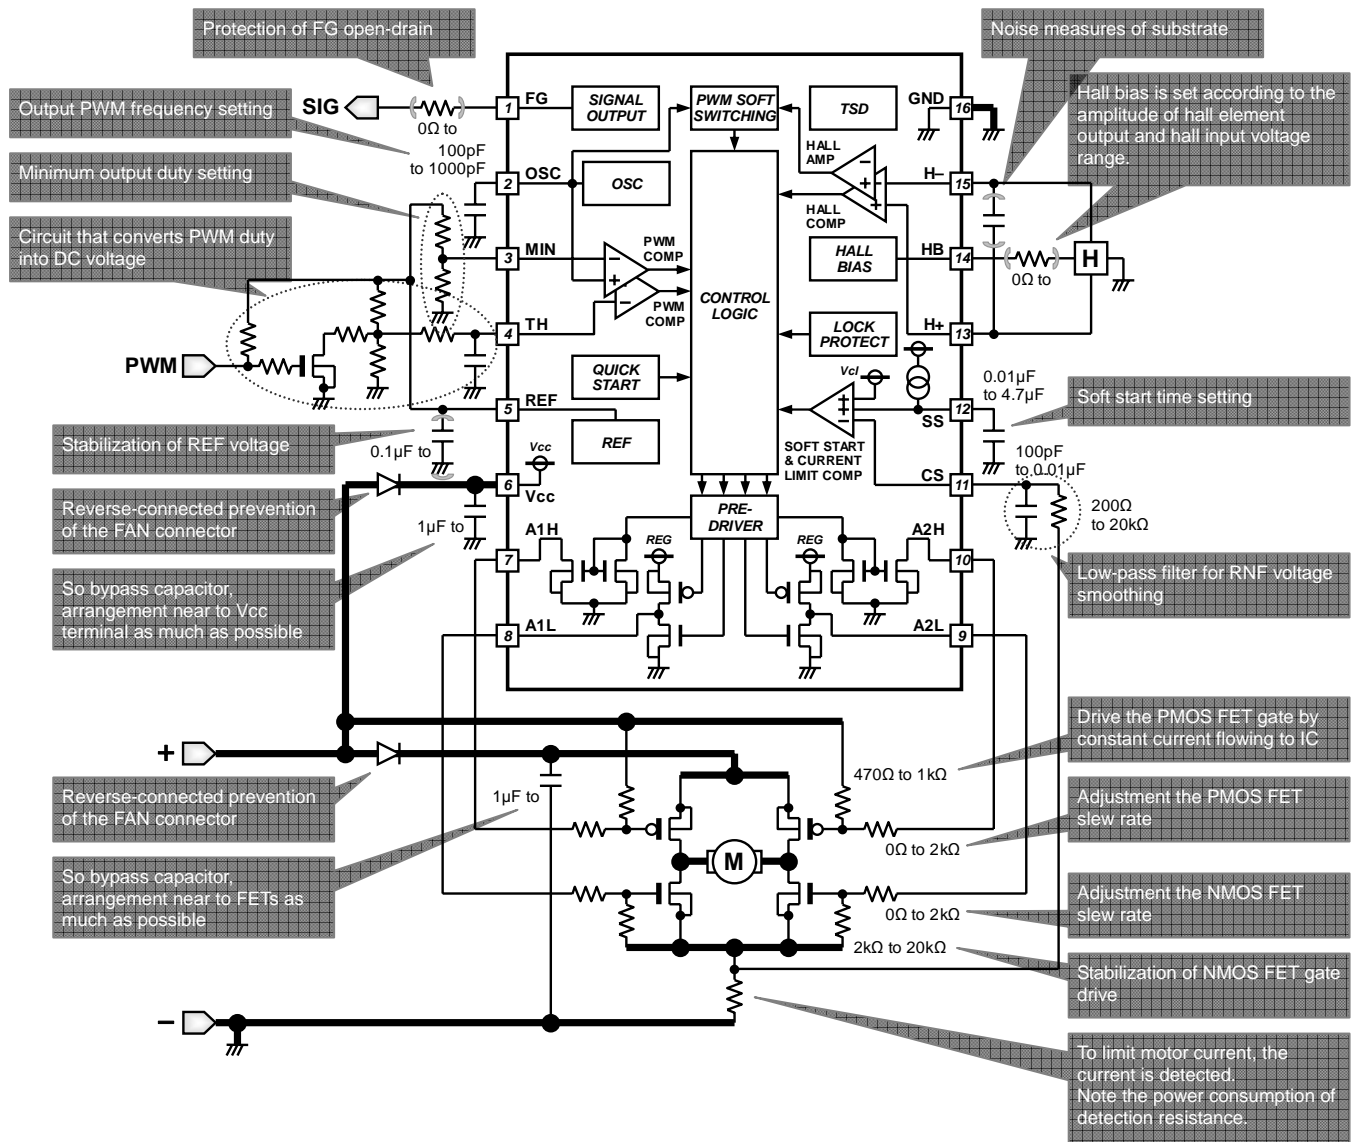 Protection of FG open-drain
Noise measures of substrate
Output PWM frequency setting
Hall bias is set according to the
amplitude of hall element
output and hall input voltage
range.
Minimum output duty setting
Circuit that converts PWM duty
into DC voltage
SIG
0Ω to
100pF
to 1000pF
1
FG
SIGNAL
OUTPUT
PWM SOFT
SWITCHING
TSD
GND
16
2
OSC
OSC
HALL
AMP
H–
15
HALL
COMP
3
MIN
PWM
COMP
HALL
BIAS
HB
14
0Ω to
H
CONTROL
LOGIC
PWM
COMP
4
TH
LOCK
PROTECT
H+
13
PWM
QUICK
START
Vcl
0.01µF
to 4.7µF
Soft start time setting
5
REF
REF
SS
12
Stabilization of REF voltage
0.1µF to
Vcc
SOFT START
& CURRENT
LIMIT COMP
100pF
to 0.01µF
CS
11
6
Vcc
Reverse-connected prevention
of the FAN connector
1µF to
PRE-
DRIVER
200Ω
to 20kΩ
A1H
7
REG
REG
A2H
10
Low-pass filter for RNF voltage
smoothing
So bypass capacitor,
arrangement near to Vcc
terminal as much as possible
8
A1L
A2L
9
Drive the PMOS FET gate by
constant current flowing to IC
+
470Ω to 1kΩ
Reverse-connected prevention
of the FAN connector
1µF to
Adjustment the PMOS FET
slew rate
0Ω to 2kΩ
M
So bypass capacitor,
arrangement near to FETs as
much as possible
Adjustment the NMOS FET
slew rate
0Ω to 2kΩ
2kΩ to 20kΩ
Stabilization of NMOS FET gate
drive
–
To limit motor current, the
current is detected.
Note the power consumption of
detection resistance.